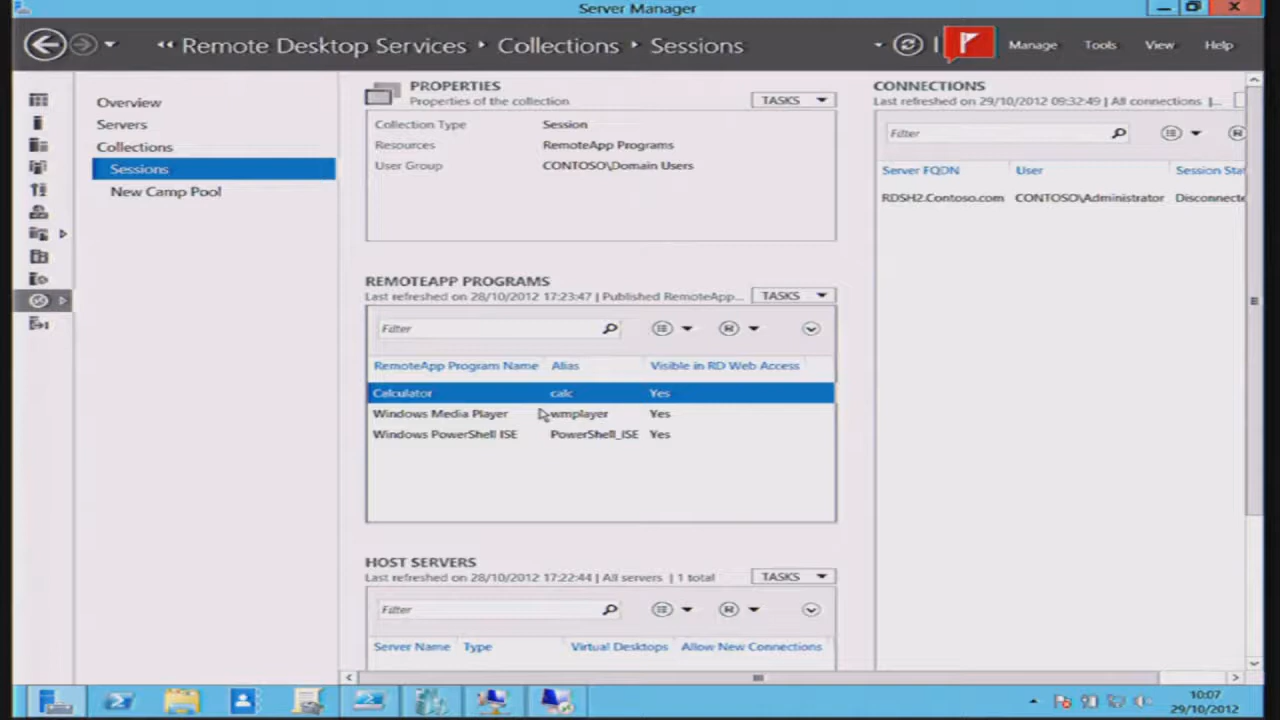 Server Manager
Remote Desktop Services Collections Sessions
Manage Tools View Help
Overview
Servers
Collections
Sessions
New Camp Pool
PROPERTIES
Properties of the collection
TASKS
Collection Type Session
Resources RemoteApp Programs
User Group CONTOSO\Domain Users
REMOTEAPP PROGRAMS
Last refreshed on 28/10/2012 17:23:47 | Published RemoteApp...
TASKS
Filter
RemoteApp Program Name Alias Visible in RD Web Access
Calculator calc Yes
Windows Media Player wmplayer Yes
Windows PowerShell ISE PowerShell_ISE Yes
HOST SERVERS
Last refreshed on 28/10/2012 17:22:44 | All servers | 1 total
TASKS
Filter
Server Name Type Virtual Desktops Allow New Connections
CONNECTIONS
Last refreshed on 29/10/2012 09:32:49 | All connections |...
Filter
Server FQDN User Session Stat
RDSH2.Contoso.com CONTOSO\Administrator Disconnecte
10:07
29/10/2012